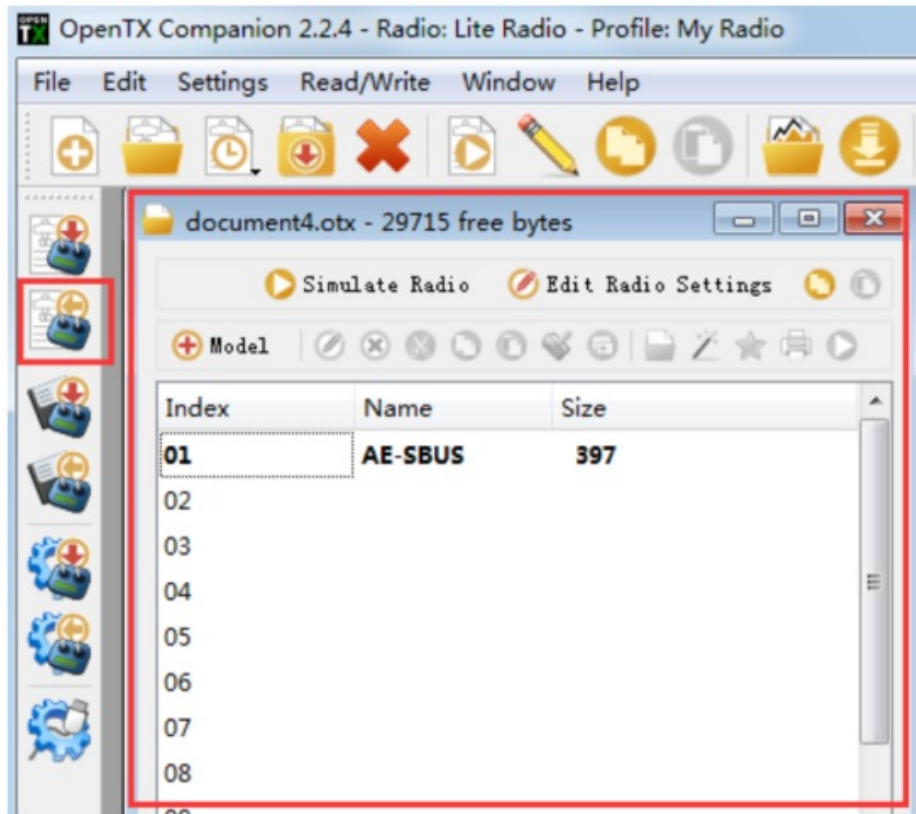 OPEN TX OpenTX Companion 2.2.4 - Radio: Lite Radio - Profile: My Radio
File Edit Settings Read/Write Window Help
document4.otx - 29715 free bytes
Simulate Radio Edit Radio Settings
Model
Index Name Size
01 AE-SBUS 397
02
03
04
05
06
07
08